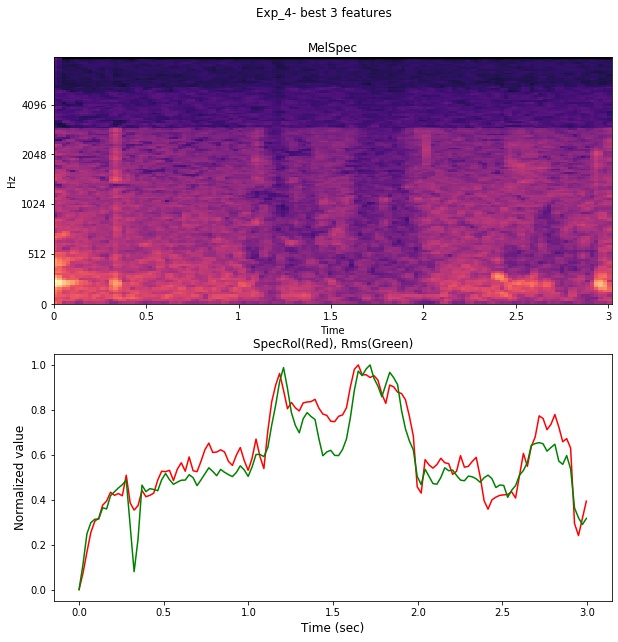 Exp_4- best 3 features
MelSpec
4096
2048
1024
512
0
Hz
0 0.5 1 1.5 2 2.5 3
Time
SpecRol(Red), Rms(Green)
1.0
0.8
0.6
0.4
0.2
0.0
Normalized value
0.0 0.5 1.0 1.5 2.0 2.5 3.0
Time (sec)